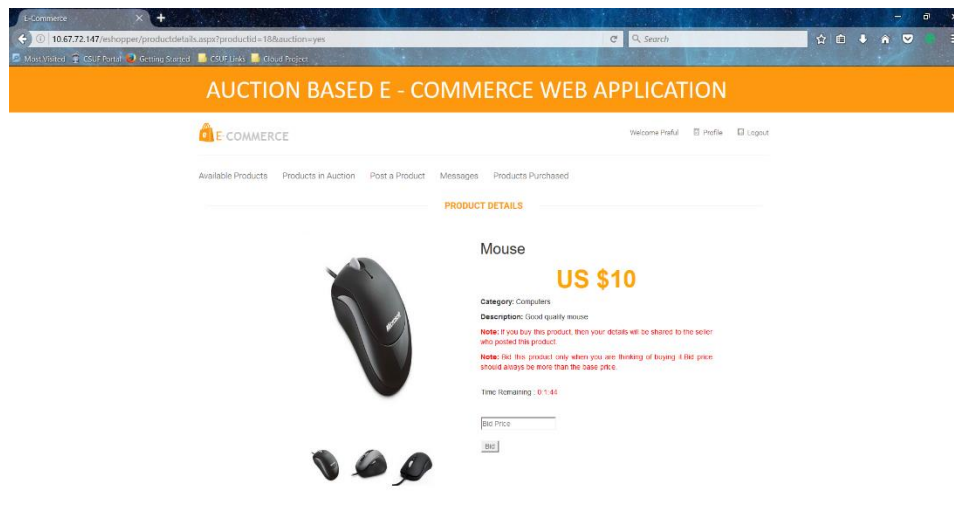 E-Commerce
10.67.72.147/eshopper/productdetails.aspx?productid=18&auction=yes
Search
Most Visited CSUF Portal Getting Started CSUF Links Cloud Project
AUCTION BASED E - COMMERCE WEB APPLICATION
E-COMMERCE
Welcome Praful Profile Logout
Available Products Products in Auction Post a Product Messages Products Purchased
PRODUCT DETAILS
Mouse
US $10
Category: Computers
Description: Good quality mouse
Note: If you buy this product, then your details will be shared to the seller
who posted this product.
Note: Bid this product only when you are thinking of buying it.Bid price
should always be more than the base price.
Time Remaining : 0:1:44
Bid Price
Bid
Microsoft